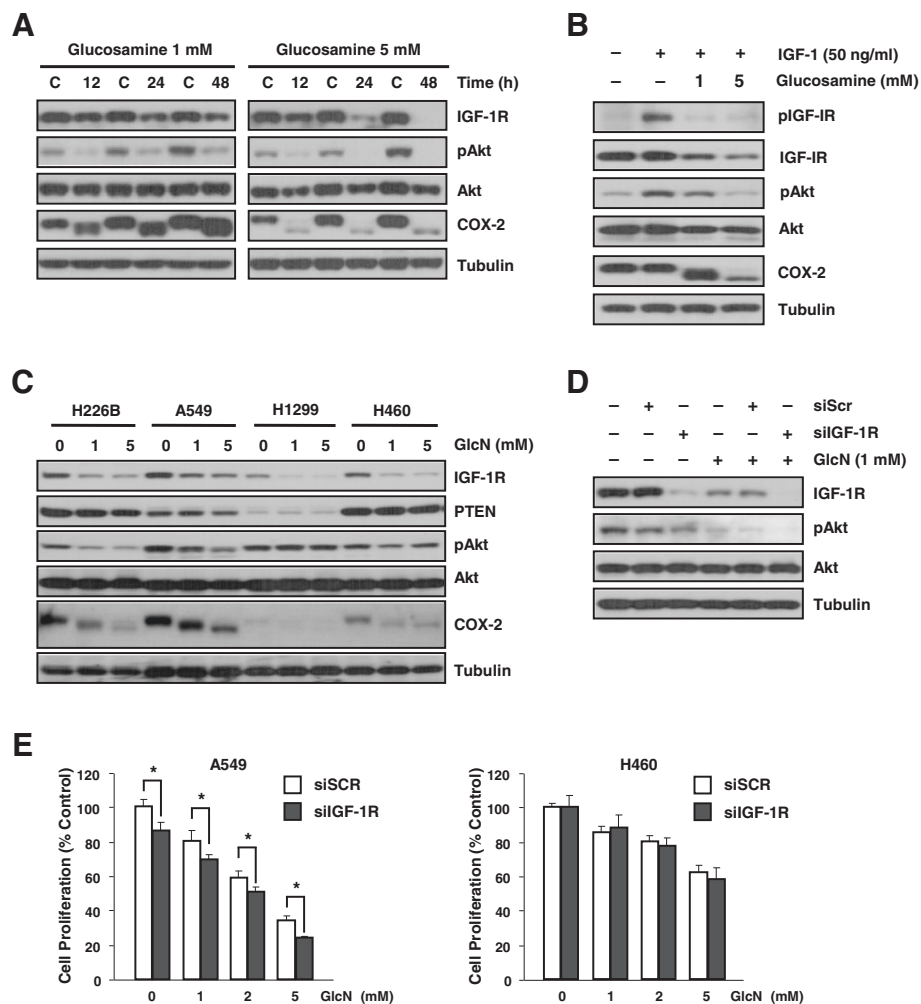 A
Glucosamine 1 mM Glucosamine 5 mM
C 12 C 24 C 48 C 12 C 24 C 48 Time (h)
IGF-1R
pAkt
Akt
COX-2
Tubulin
B
– + + + IGF-1 (50 ng/ml)
– – 1 5 Glucosamine (mM)
pIGF-IR
IGF-IR
pAkt
Akt
COX-2
Tubulin
C
H226B A549 H1299 H460
0 1 5 0 1 5 0 1 5 0 1 5 GlcN (mM)
IGF-1R
PTEN
pAkt
Akt
COX-2
Tubulin
D
– + – – + – siScr
– – + – – + siIGF-1R
– – – + + + GlcN (1 mM)
IGF-1R
pAkt
Akt
Tubulin
E
A549
Cell Proliferation (% Control)
120
100
80
60
40
20
0
* * * *
siSCR
siIGF-1R
0 1 2 5 GlcN (mM)
H460
Cell Proliferation (% Control)
120
100
80
60
40
20
0
siSCR
siIGF-1R
0 1 2 5 GlcN (mM)